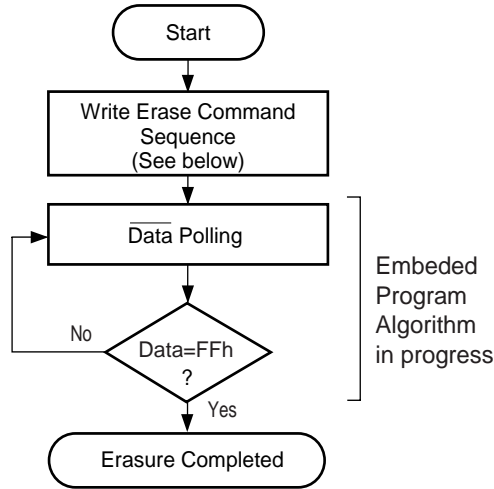 Start
Write Erase Command
Sequence
(See below)
Data Polling
Embeded
Program
Algorithm
in progress
No
Data=FFh
?
Yes
Erasure Completed